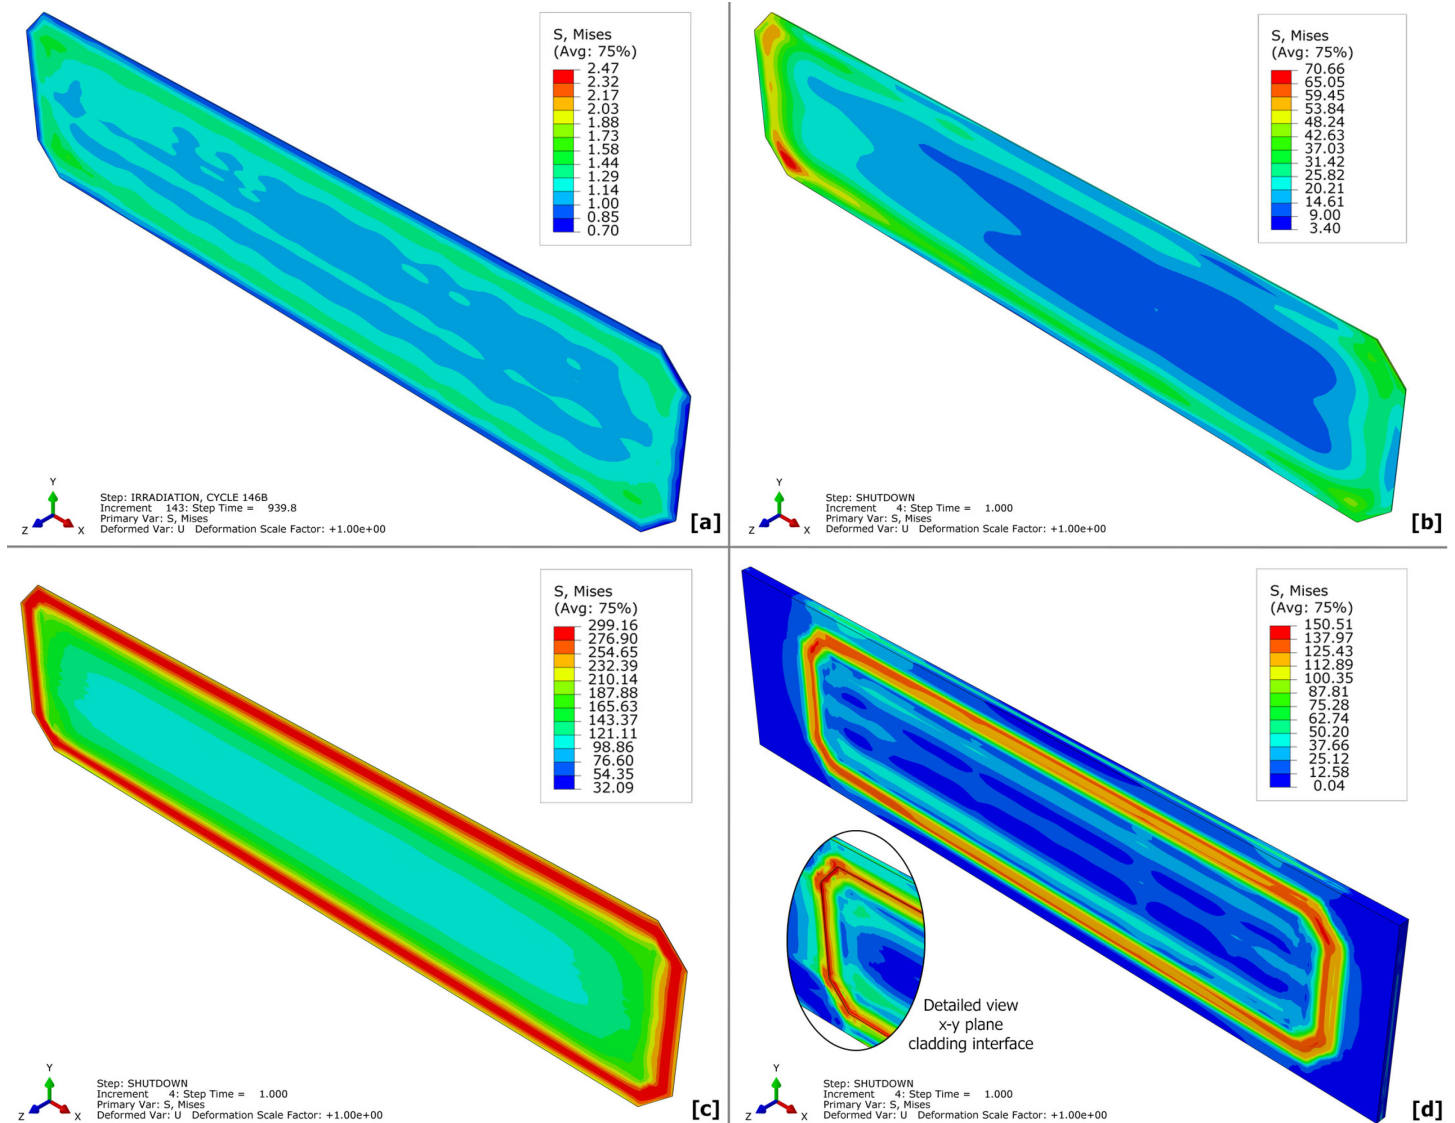 S, Mises
(Avg: 75%)
2.47
2.32
2.17
2.03
1.88
1.73
1.58
1.44
1.29
1.14
1.00
0.85
0.70
Y
Z
X
Step: IRRADIATION, CYCLE 146B
Increment 143: Step Time = 939.8
Primary Var: S, Mises
Deformed Var: U Deformation Scale Factor: +1.00e+00
[a]
S, Mises
(Avg: 75%)
70.66
65.05
59.45
53.84
48.24
42.63
37.03
31.42
25.82
20.21
14.61
9.00
3.40
Y
Z
X
Step: SHUTDOWN
Increment 4: Step Time = 1.000
Primary Var: S, Mises
Deformed Var: U Deformation Scale Factor: +1.00e+00
[b]
S, Mises
(Avg: 75%)
299.16
276.90
254.65
232.39
210.14
187.88
165.63
143.37
121.11
98.86
76.60
54.35
32.09
Y
Z
X
Step: SHUTDOWN
Increment 4: Step Time = 1.000
Primary Var: S, Mises
Deformed Var: U Deformation Scale Factor: +1.00e+00
[c]
S, Mises
(Avg: 75%)
150.51
137.97
125.43
112.89
100.35
87.81
75.28
62.74
50.20
37.66
25.12
12.58
0.04
Detailed view
x-y plane
cladding interface
Y
Z
X
Step: SHUTDOWN
Increment 4: Step Time = 1.000
Primary Var: S, Mises
Deformed Var: U Deformation Scale Factor: +1.00e+00
[d]